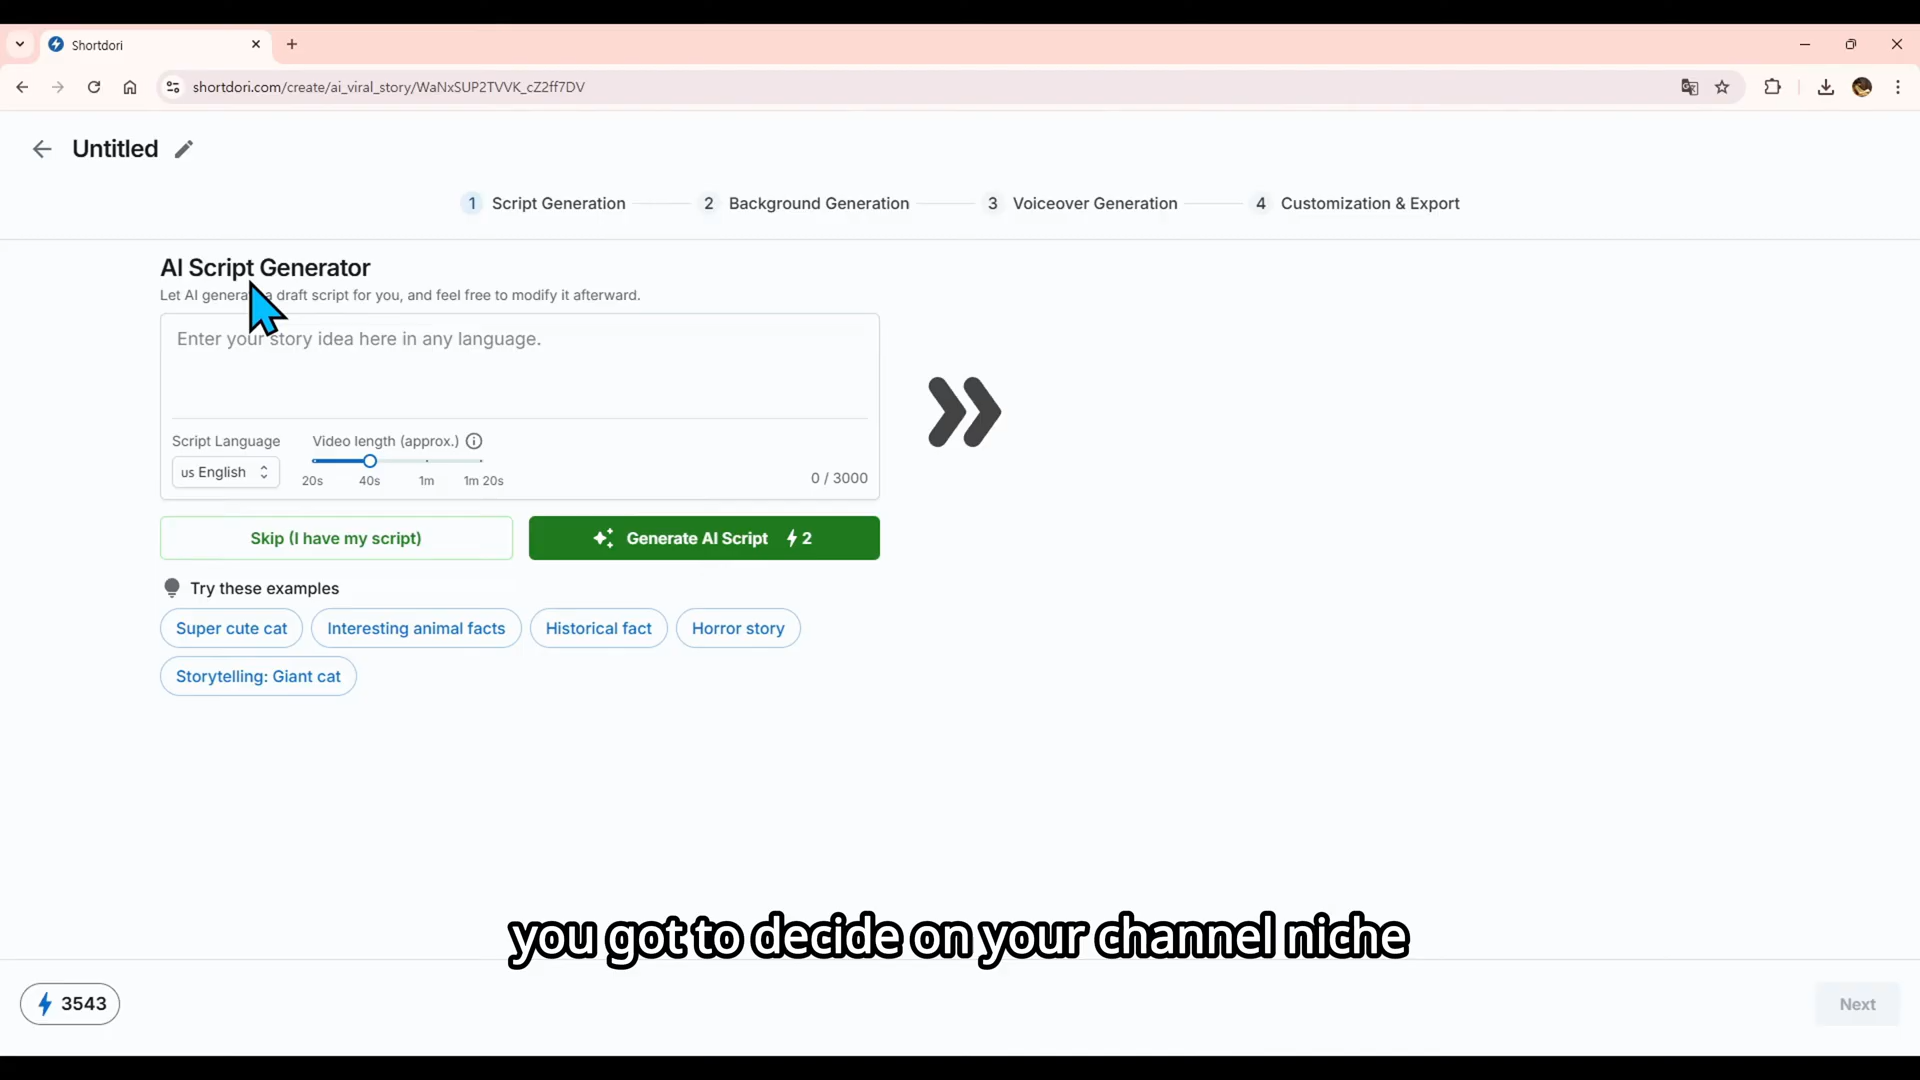 Shortdori
shortdori.com/create/ai_viral_story/WaNxSUP2TVVK_cZ2ff7DV
Untitled
1 Script Generation 2 Background Generation 3 Voiceover Generation 4 Customization & Export
AI Script Generator
Let AI genera a draft script for you, and feel free to modify it afterward.
Enter your story idea here in any language.
Script Language Video length (approx.)
us English
20s 40s 1m 1m 20s
0 / 3000
Skip (I have my script) Generate AI Script 2
Try these examples
Super cute cat Interesting animal facts Historical fact Horror story
Storytelling: Giant cat
you got to decide on your channel niche
3543
Next